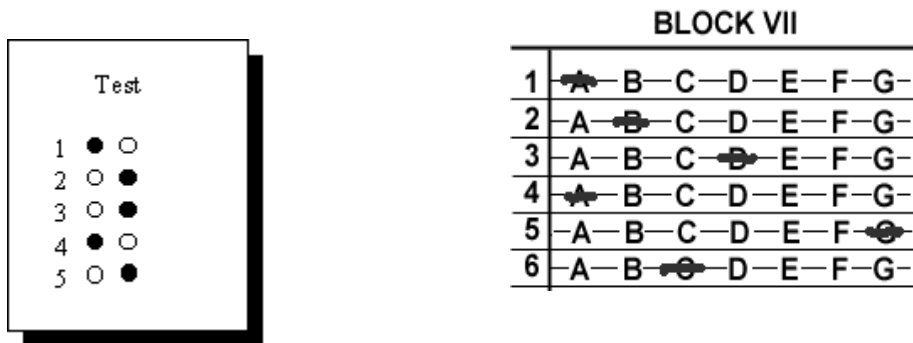 Test
1
2
3
4
5
BLOCK VII
1 A B C D E F G
2 A B C D E F G
3 A B C D E F G
4 A B C D E F G
5 A B C D E F G
6 A B C D E F G